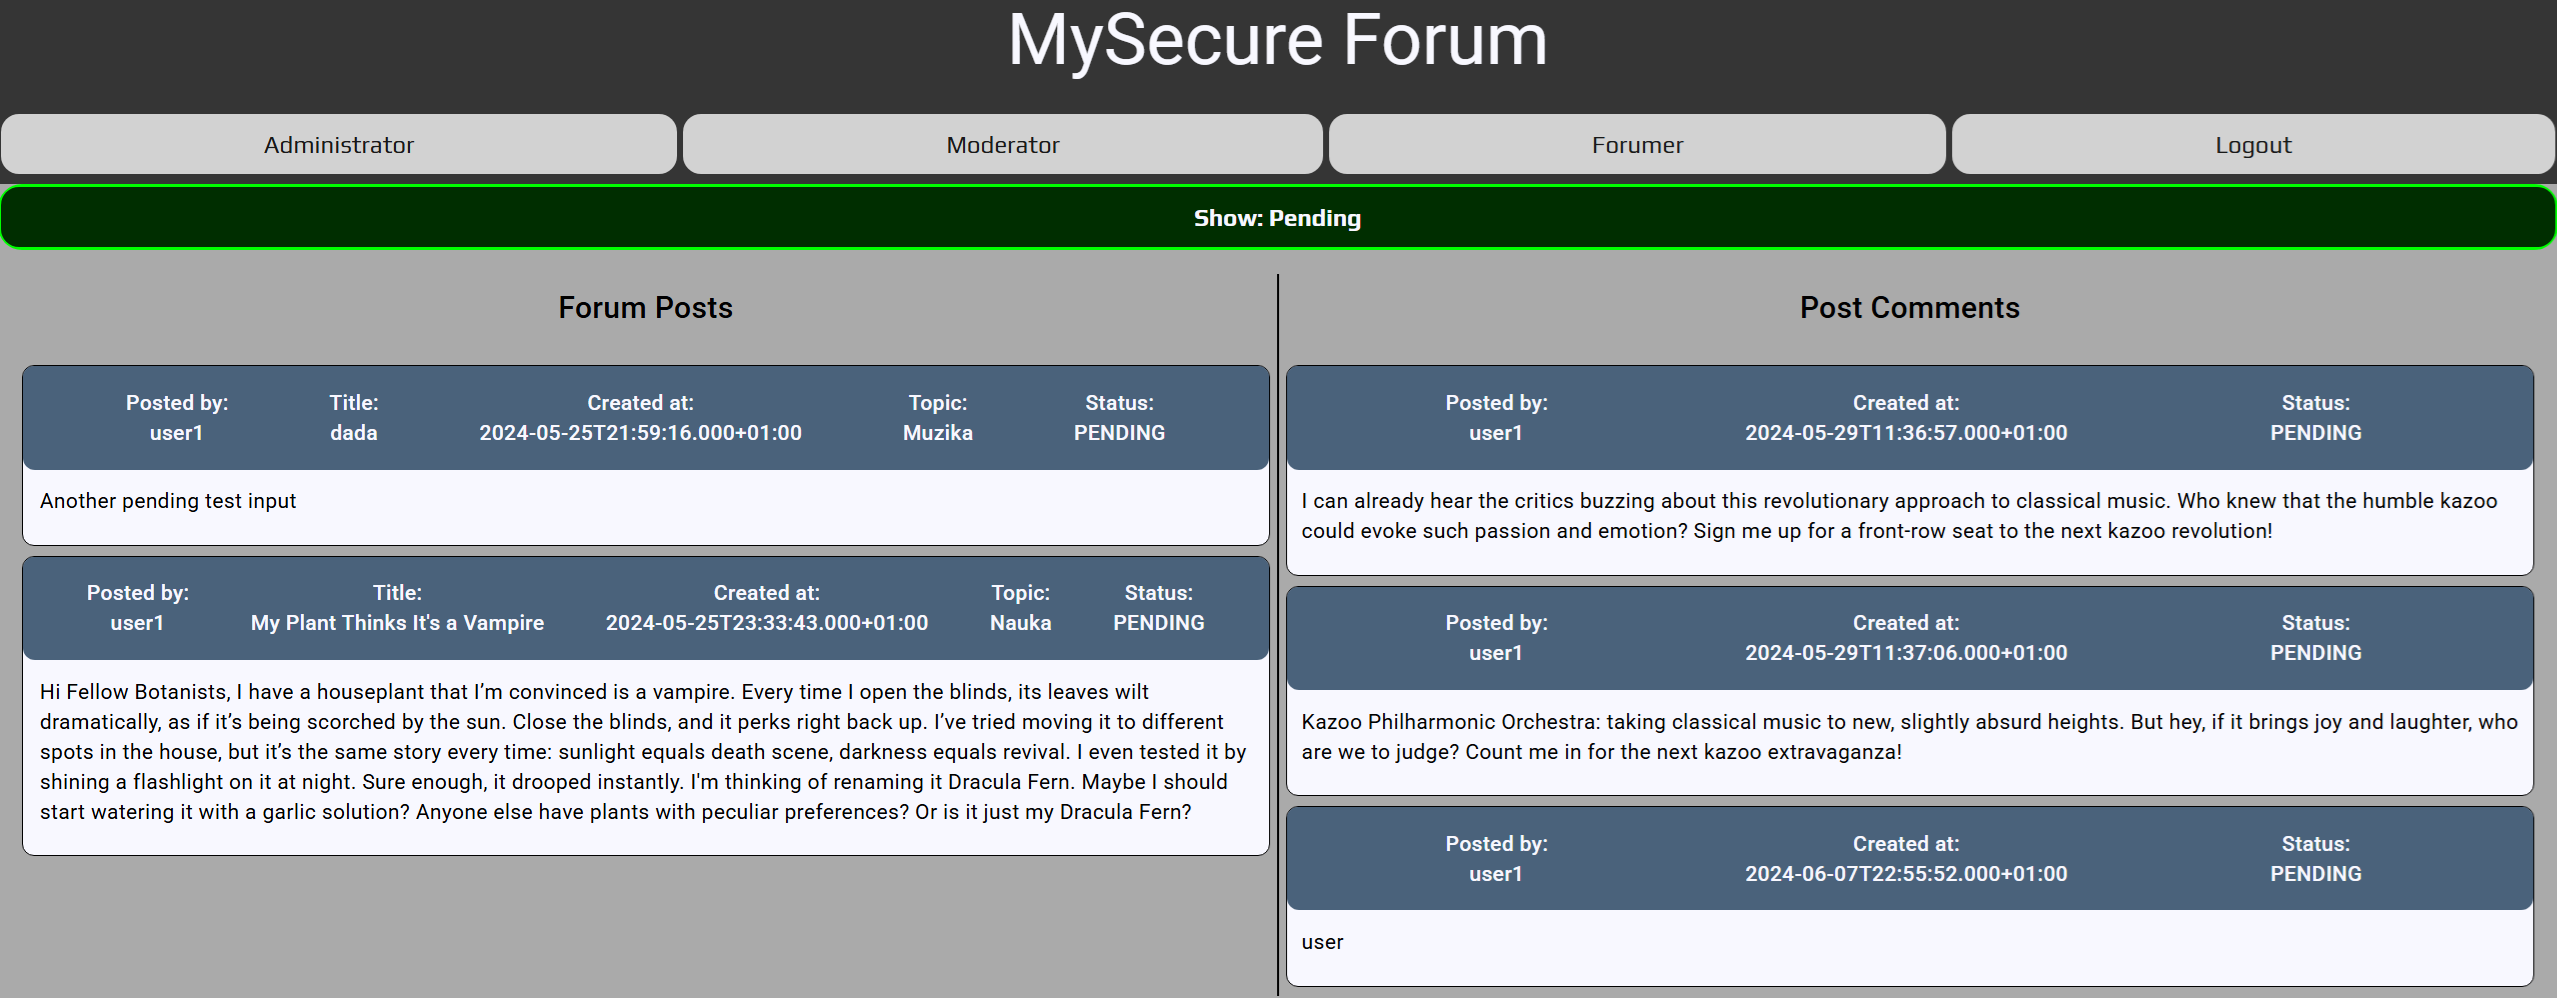 MySecure Forum
Administrator
Moderator
Forumer
Logout
Show: Pending
Forum Posts
Posted by:
Title:
Created at:
Topic:
Status:
user1
dada
2024-05-25T21:59:16.000+01:00
Muzika
PENDING
Another pending test input
Posted by:
Title:
Created at:
Topic:
Status:
user1
My Plant Thinks It's a Vampire
2024-05-25T23:33:43.000+01:00
Nauka
PENDING
Hi Fellow Botanists, I have a houseplant that I’m convinced is a vampire. Every time I open the blinds, its leaves wilt
dramatically, as if it’s being scorched by the sun. Close the blinds, and it perks right back up. I’ve tried moving it to different
spots in the house, but it’s the same story every time: sunlight equals death scene, darkness equals revival. I even tested it by
shining a flashlight on it at night. Sure enough, it drooped instantly. I'm thinking of renaming it Dracula Fern. Maybe I should
start watering it with a garlic solution? Anyone else have plants with peculiar preferences? Or is it just my Dracula Fern?
Post Comments
Posted by:
Created at:
Status:
user1
2024-05-29T11:36:57.000+01:00
PENDING
I can already hear the critics buzzing about this revolutionary approach to classical music. Who knew that the humble kazoo
could evoke such passion and emotion? Sign me up for a front-row seat to the next kazoo revolution!
Posted by:
Created at:
Status:
user1
2024-05-29T11:37:06.000+01:00
PENDING
Kazoo Philharmonic Orchestra: taking classical music to new, slightly absurd heights. But hey, if it brings joy and laughter, who
are we to judge? Count me in for the next kazoo extravaganza!
Posted by:
Created at:
Status:
user1
2024-06-07T22:55:52.000+01:00
PENDING
user